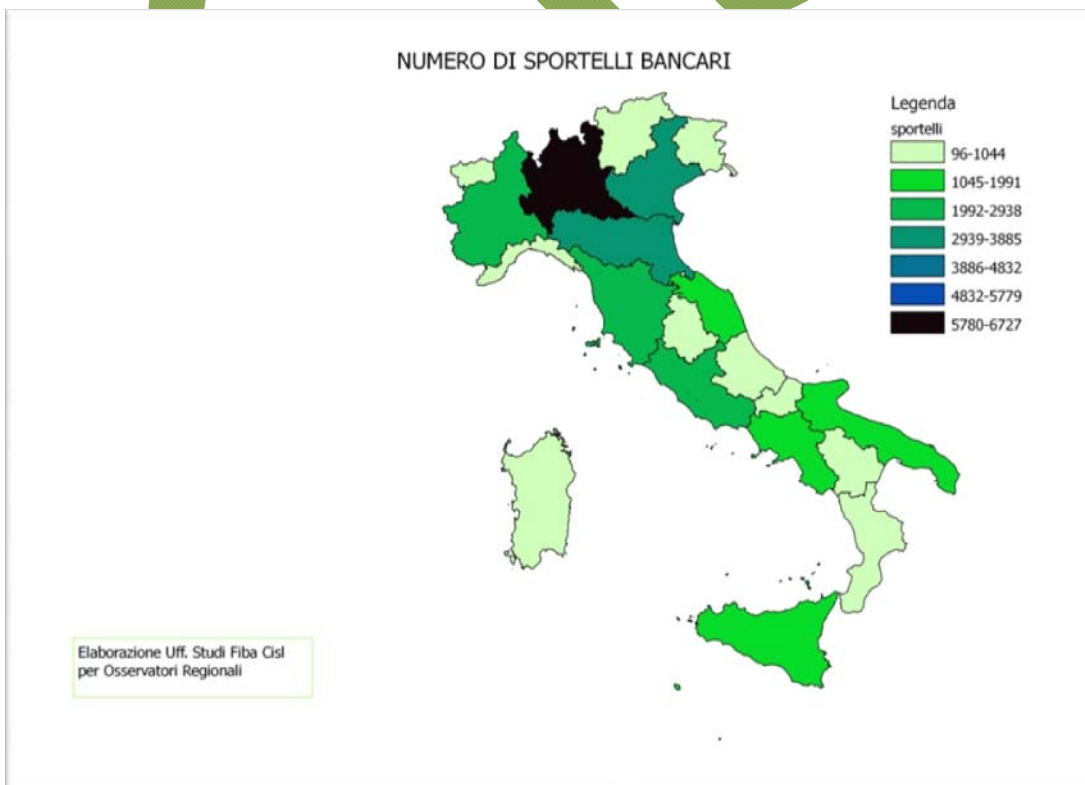 NUMERO DI SPORTELLI BANCARI
Legenda
sportelli
96-1044
1045-1991
1992-2938
2939-3885
3886-4832
4832-5779
5780-6727
Elaborazione Uff. Studi Fiba Cisl
per Osservatori Regionali